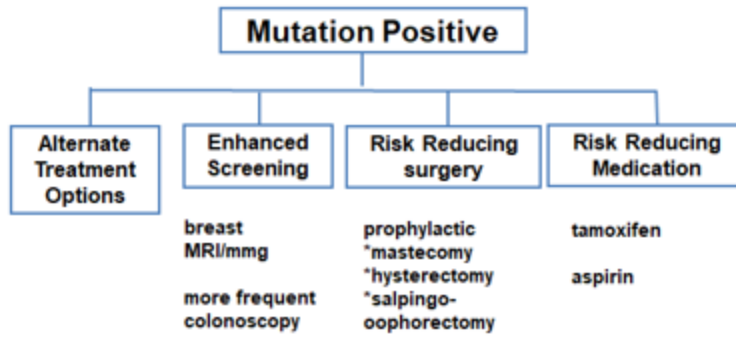 Mutation Positive
Alternate
Treatment
Options
Enhanced
Screening
Risk Reducing
surgery
Risk Reducing
Medication
breast
MRI/mmg
more frequent
colonoscopy
prophylactic
*mastecomy
*hysterectomy
*salpingo-
oophorectomy
tamoxifen
aspirin